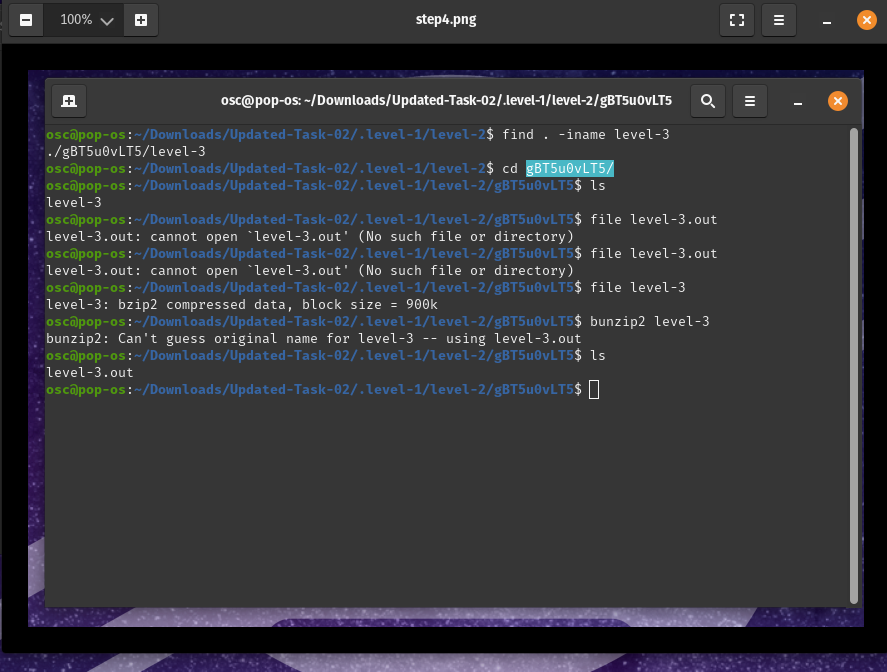 100%
step4.png
osc@pop-os: ~/Downloads/Updated-Task-02/.level-1/level-2/gBT5u0vLT5
osc@pop-os:~/Downloads/Updated-Task-02/.level-1/level-2$ find . -iname level-3
./gBT5u0vLT5/level-3
osc@pop-os:~/Downloads/Updated-Task-02/.level-1/level-2$ cd gBT5u0vLT5/
osc@pop-os:~/Downloads/Updated-Task-02/.level-1/level-2/gBT5u0vLT5$ ls
level-3
osc@pop-os:~/Downloads/Updated-Task-02/.level-1/level-2/gBT5u0vLT5$ file level-3.out
level-3.out: cannot open `level-3.out' (No such file or directory)
osc@pop-os:~/Downloads/Updated-Task-02/.level-1/level-2/gBT5u0vLT5$ file level-3.out
level-3.out: cannot open `level-3.out' (No such file or directory)
osc@pop-os:~/Downloads/Updated-Task-02/.level-1/level-2/gBT5u0vLT5$ file level-3
level-3: bzip2 compressed data, block size = 900k
osc@pop-os:~/Downloads/Updated-Task-02/.level-1/level-2/gBT5u0vLT5$ bunzip2 level-3
bunzip2: Can't guess original name for level-3 -- using level-3.out
osc@pop-os:~/Downloads/Updated-Task-02/.level-1/level-2/gBT5u0vLT5$ ls
level-3.out
osc@pop-os:~/Downloads/Updated-Task-02/.level-1/level-2/gBT5u0vLT5$